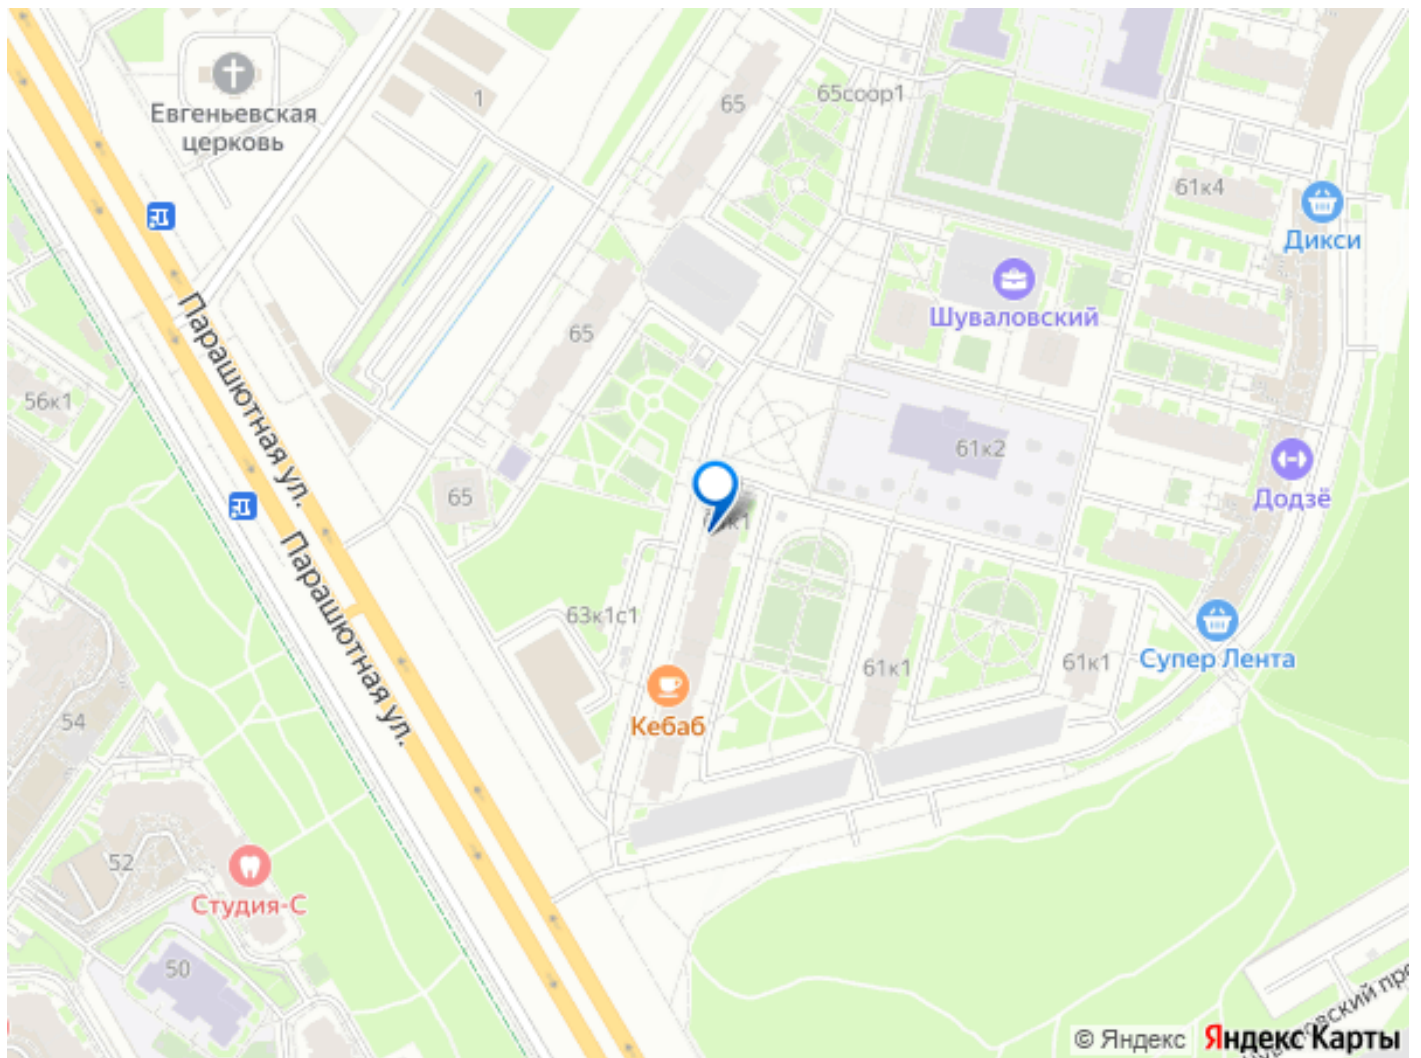 Евгеньевская
церковь
1
65
65соор1
61к4
Дикси
Шуваловский
65
Парашютная ул.
56к1
61к2
65
Додзё
Парашютная ул.
63к1с1
61к1
61к1
Супер Лента
Кебаб
54
52
Студия-С
50
© Яндекс
Яндекс Карты